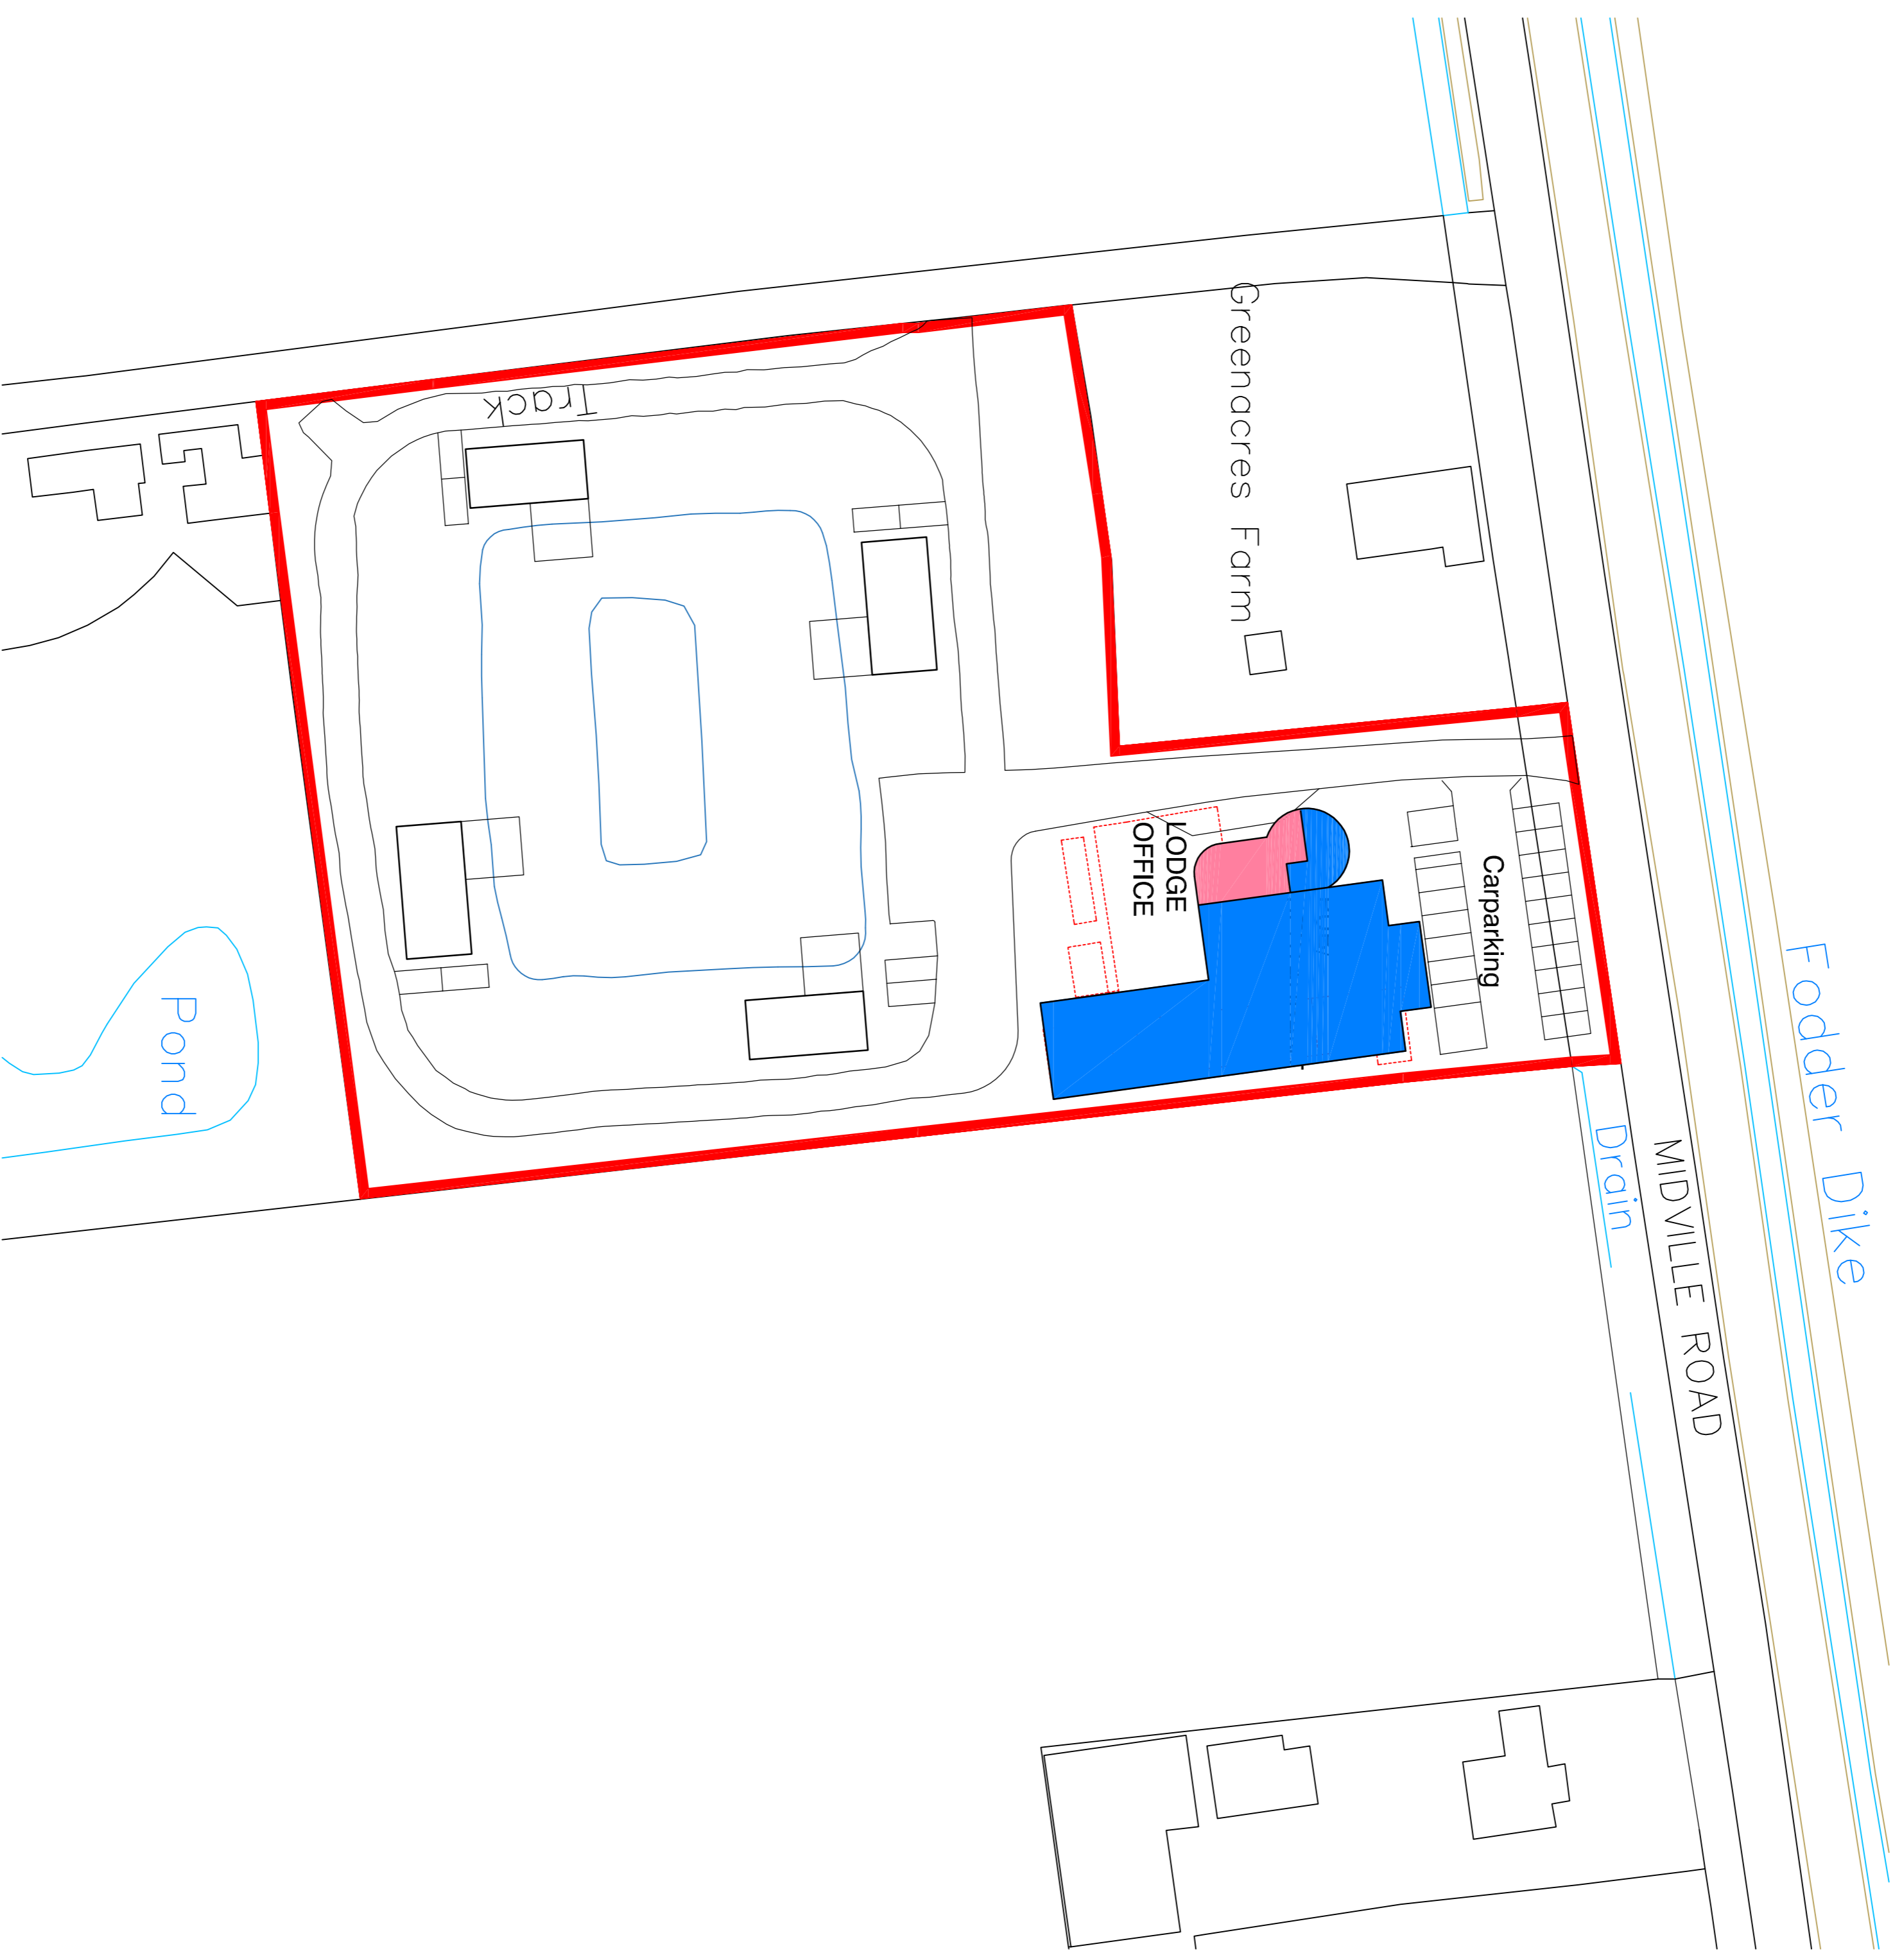 Greenacres Farm
Track
LODGE
OFFICE
Carparking
Fodder Dike
Pond
Drain
MIDVILLE ROAD